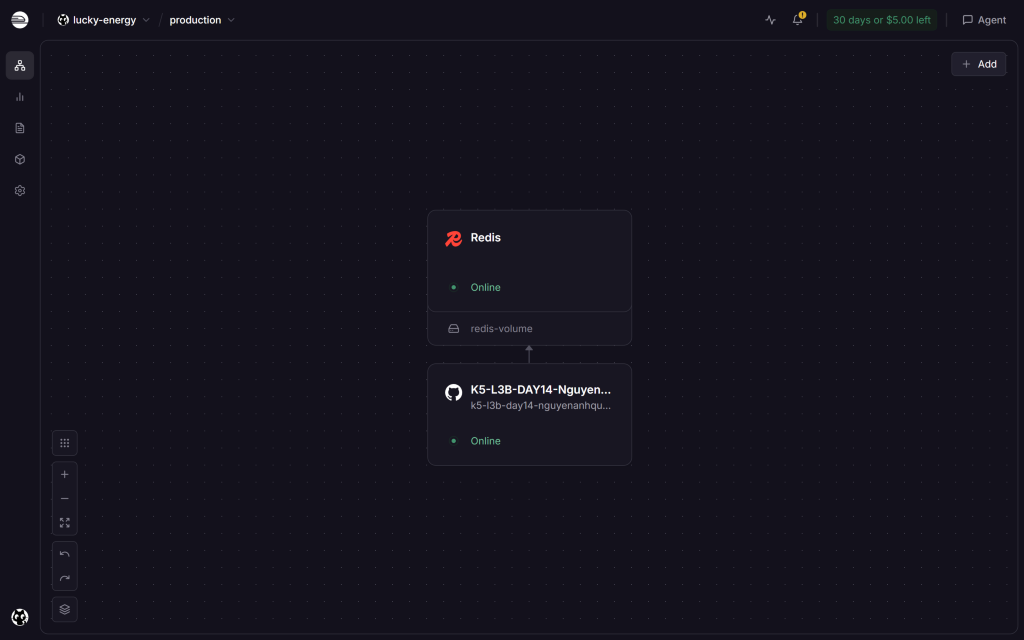 lucky-energy / production
30 days or $5.00 left
Agent
1
+ Add
Redis
Online
redis-volume
K5-L3B-DAY14-Nguyen...
k5-l3b-day14-nguyenanhqu...
Online